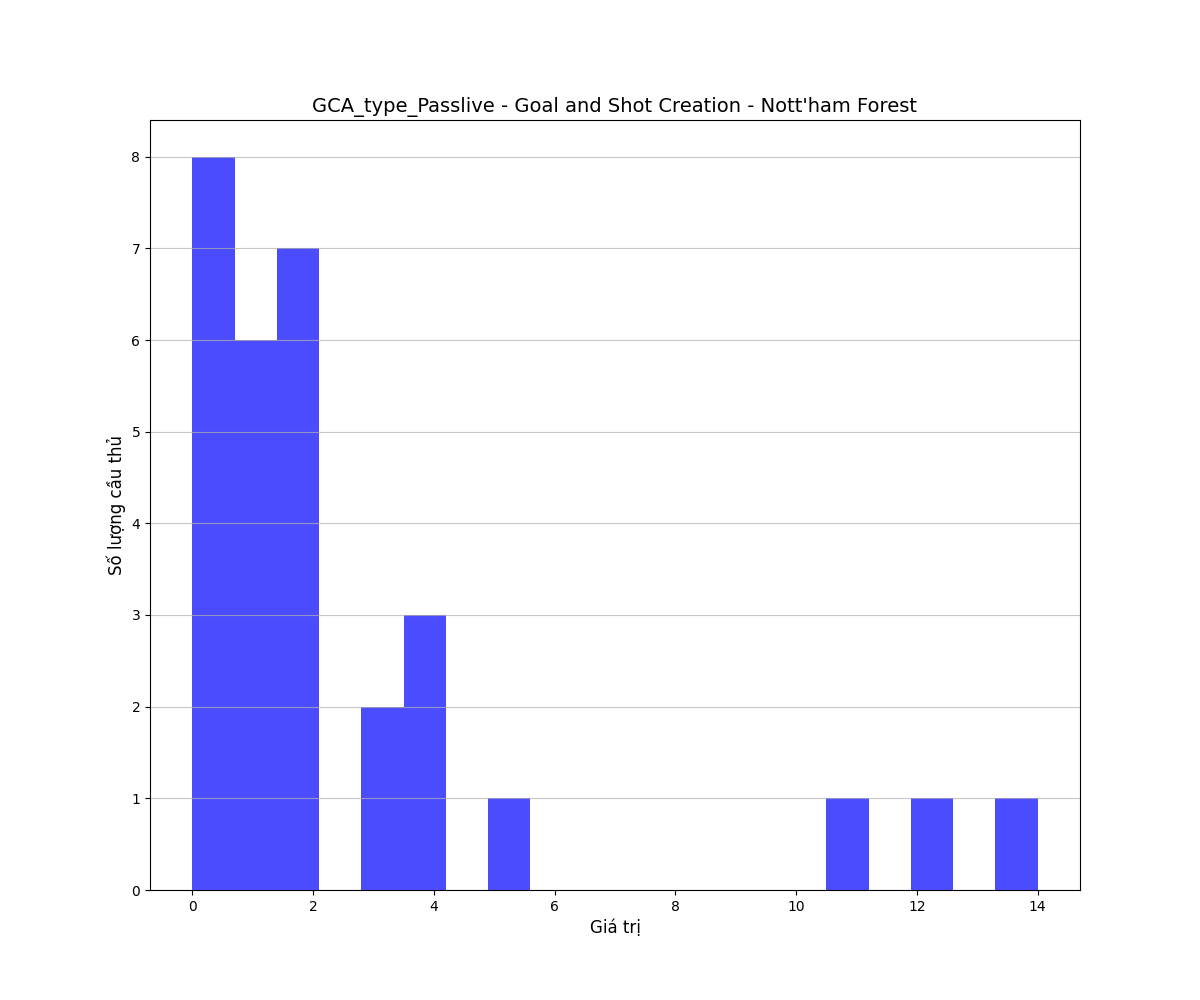 GCA_type_Passlive - Goal and Shot Creation - Nott'ham Forest
Số lượng cầu thủ
8
7
6
5
4
3
2
1
0
0 2 4 6 8 10 12 14
Giá trị